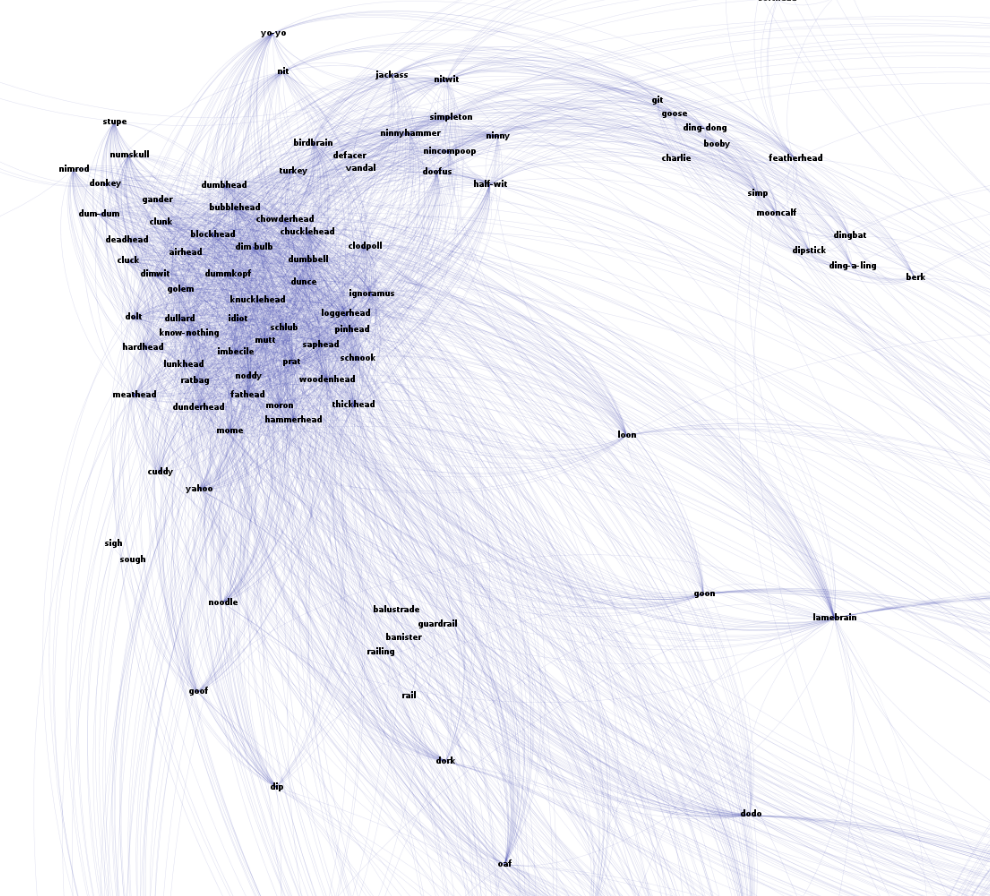 yo-yo
nit
jackass
nitwit
git
goose
simpleton
stupe
ding-dong
ninnyhammer
ninny
birdbrain
booby
nincompoop
numskull
defacer
charlie
featherhead
vandal
nimrod
turkey
doofus
donkey
dumbhead
half-wit
simp
gander
bubblehead
dum-dum
mooncalf
chowderhead
clunk
chucklehead
blockhead
dingbat
deadhead
dim bulb
clodpoll
airhead
dipstick
cluck
dumbbell
ding-a-ling
dimwit
dummkopf
berk
dunce
golem
ignoramus
knucklehead
loggerhead
dolt
dullard
idiot
schlub
pinhead
know-nothing
mutt
saphead
hardhead
imbecile
schnook
prat
lunkhead
noddy
ratbag
woodenhead
meathead
fathead
moron
thickhead
dunderhead
hammerhead
mome
loon
cuddy
yahoo
sigh
sough
goon
noodle
balustrade
lamebrain
guardrail
banister
railing
goof
rail
dork
dip
dodo
oaf